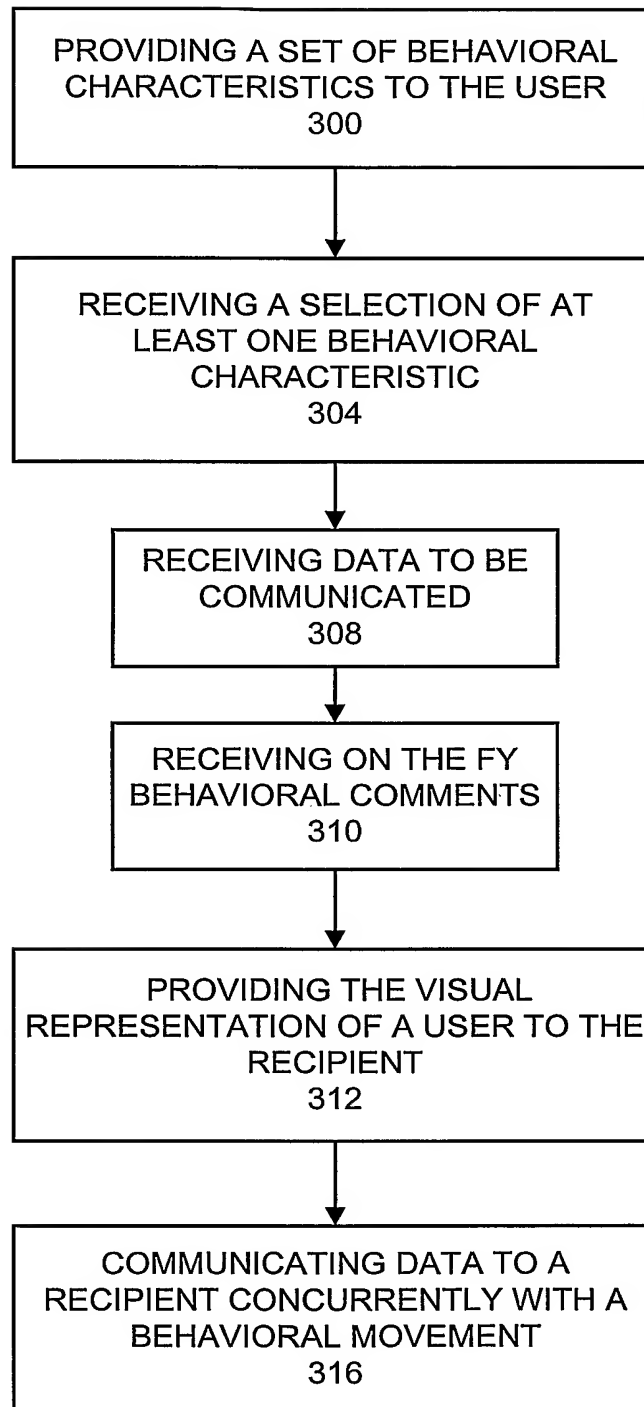 PROVIDING A SET OF BEHAVIORAL
CHARACTERISTICS TO THE USER
300
RECEIVING A SELECTION OF AT
LEAST ONE BEHAVIORAL
CHARACTERISTIC
304
RECEIVING DATA TO BE
COMMUNICATED
308
RECEIVING ON THE FY
BEHAVIORAL COMMENTS
310
PROVIDING THE VISUAL
REPRESENTATION OF A USER TO THE
RECIPIENT
312
COMMUNICATING DATA TO A
RECIPIENT CONCURRENTLY WITH A
BEHAVIORAL MOVEMENT
316